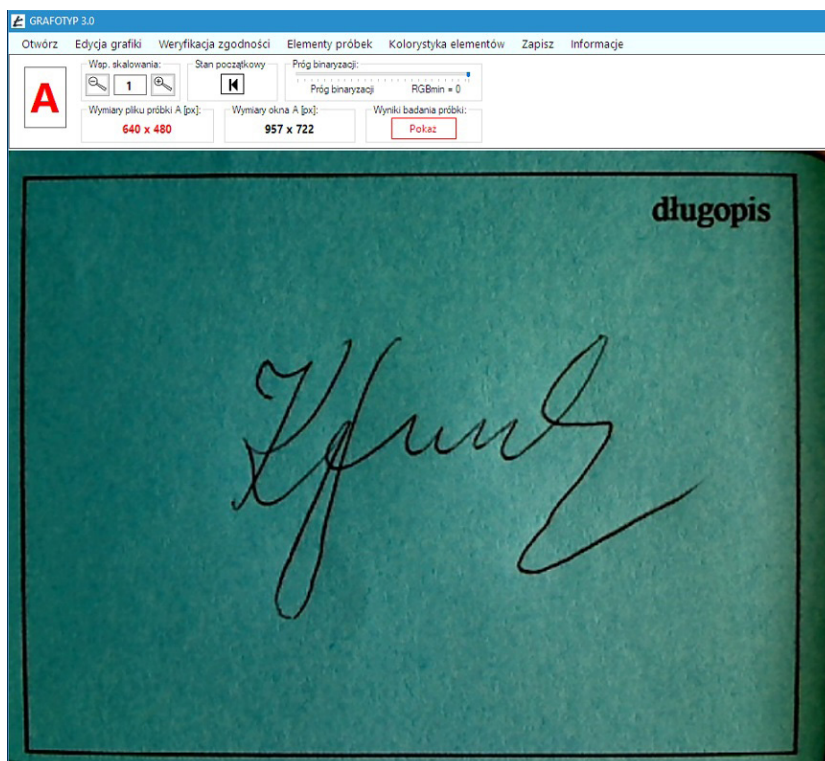 GRAFOTYP 3.0
Otwórz Edycja grafiki Weryfikacja zgodności Elementy próbek Kolorystyka elementów Zapisz Informacje
A
Wsp. skalowania: Stan początkowy Próg binaryzacji:
1
Próg binaryzacji RGBmin = 0
Wymiary pliku próbki A [px]: Wymiary okna A [px]: Wyniki badania próbki:
640 x 480 957 x 722 Pokaż
długopis